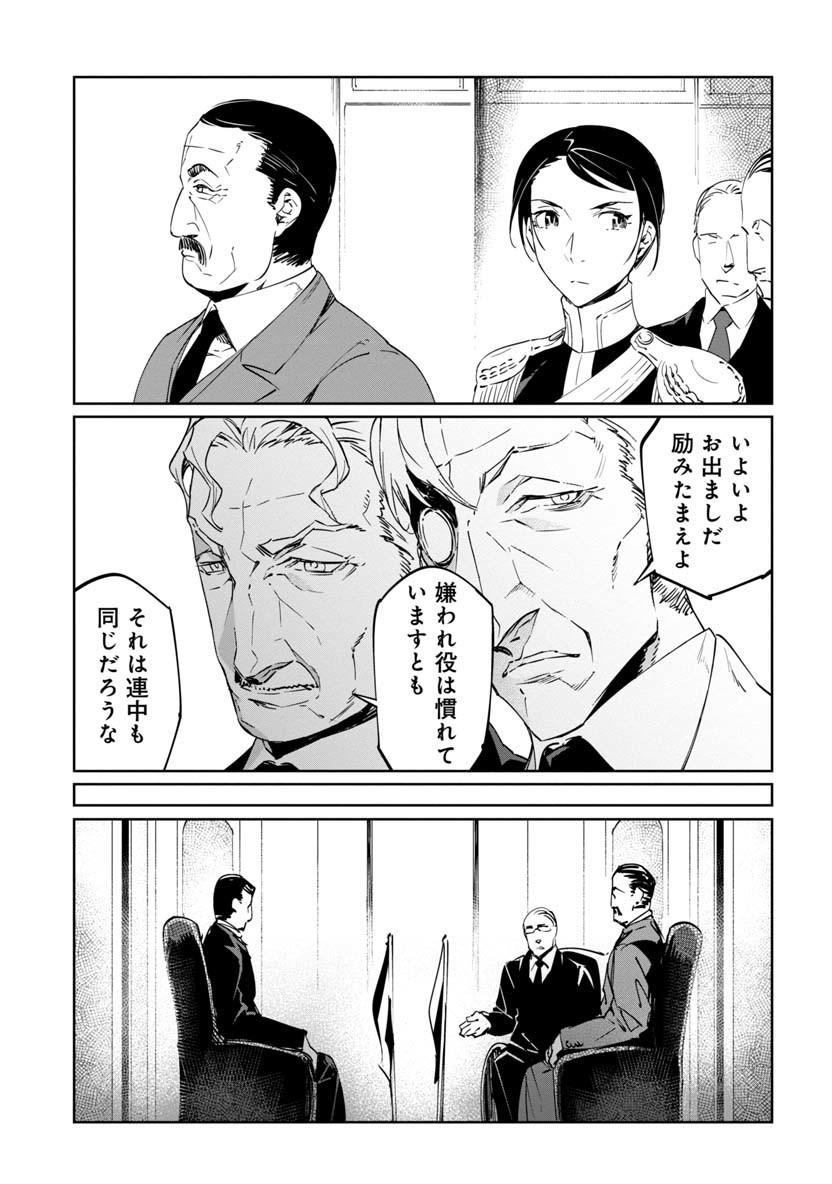 いよいよ
お出ましだ
励みたまえよ
嫌われ役は慣れて
いますとも
それは連中も
同じだろうな